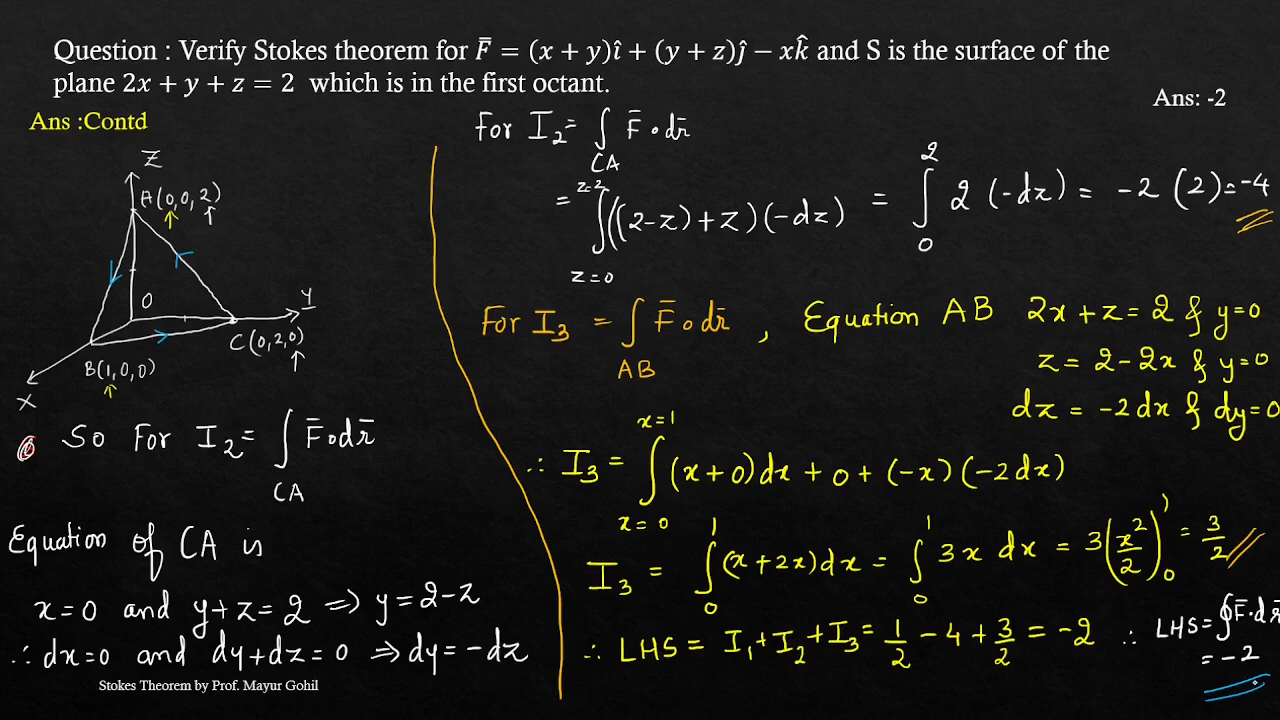 Question : Verify Stokes theorem for F̄ = (x + y)î + (y + z)ĵ − xk̂ and S is the surface of the
plane 2x + y + z = 2 which is in the first octant.
Ans: -2
Ans :Contd
Z
A(0,0,2)
O
Y
C(0,2,0)
B(1,0,0)
X
So For I₂ = ∫ F̄∘dr̄
CA
Equation of CA is
x=0 and y+z=2 ⇒ y=2-z
∴ dx=0 and dy+dz=0 ⇒ dy=-dz
Stokes Theorem by Prof. Mayur Gohil
For I₂ = ∫ F̄∘dr̄
CA
z=2
= ∫((2-z)+z)(-dz)
z=0
2
= ∫ 2(-dz) = -2(2) = -4
0
For I₃ = ∫ F̄∘dr̄ , Equation AB 2x+z=2 & y=0
AB
z = 2-2x & y=0
dz = -2dx & dy=0
x=1
∴ I₃ = ∫(x+0)dx + 0 + (-x)(-2dx)
x=0
1 1 1
I₃ = ∫(x+2x)dx = ∫3x dx = 3(x²/2) = 3/2
0 0 0
∴ LHS = I₁+I₂+I₃ = 1/2 - 4 + 3/2 = -2 ∴ LHS = ∮F̄·dr̄
= -2